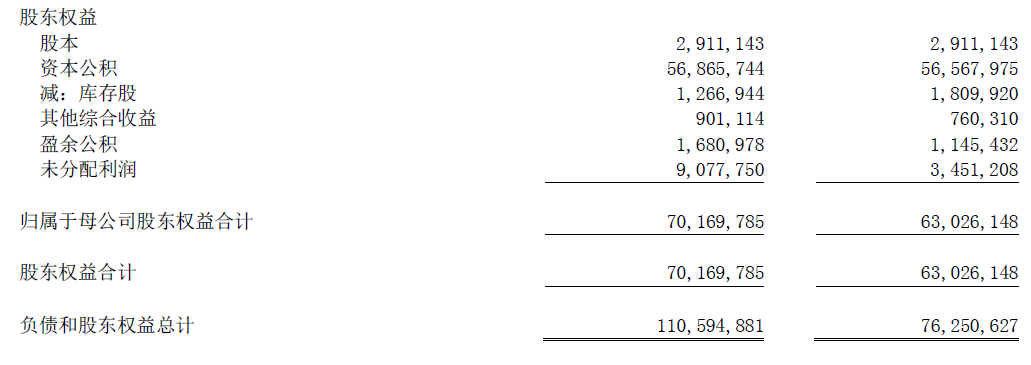 股东权益
股本 2,911,143 2,911,143
资本公积 56,865,744 56,567,975
减：库存股 1,266,944 1,809,920
其他综合收益 901,114 760,310
盈余公积 1,680,978 1,145,432
未分配利润 9,077,750 3,451,208
归属于母公司股东权益合计 70,169,785 63,026,148
股东权益合计 70,169,785 63,026,148
负债和股东权益总计 110,594,881 76,250,627